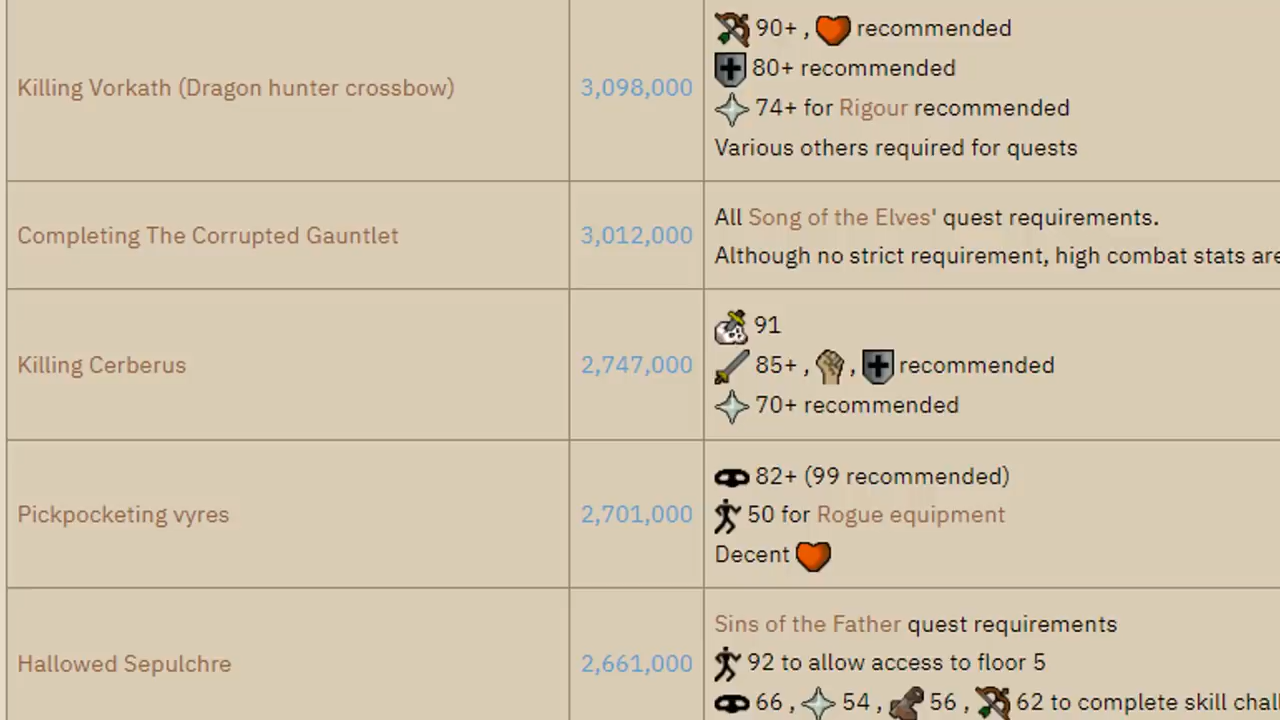 90+ , recommended
80+ recommended
Killing Vorkath (Dragon hunter crossbow) 3,098,000
74+ for Rigour recommended
Various others required for quests
All Song of the Elves' quest requirements.
Completing The Corrupted Gauntlet 3,012,000
Although no strict requirement, high combat stats are
91
Killing Cerberus 2,747,000 85+ , , recommended
70+ recommended
82+ (99 recommended)
Pickpocketing vyres 2,701,000 50 for Rogue equipment
Decent
Sins of the Father quest requirements
Hallowed Sepulchre 2,661,000 92 to allow access to floor 5
66 , 54 , 56 , 62 to complete skill chal